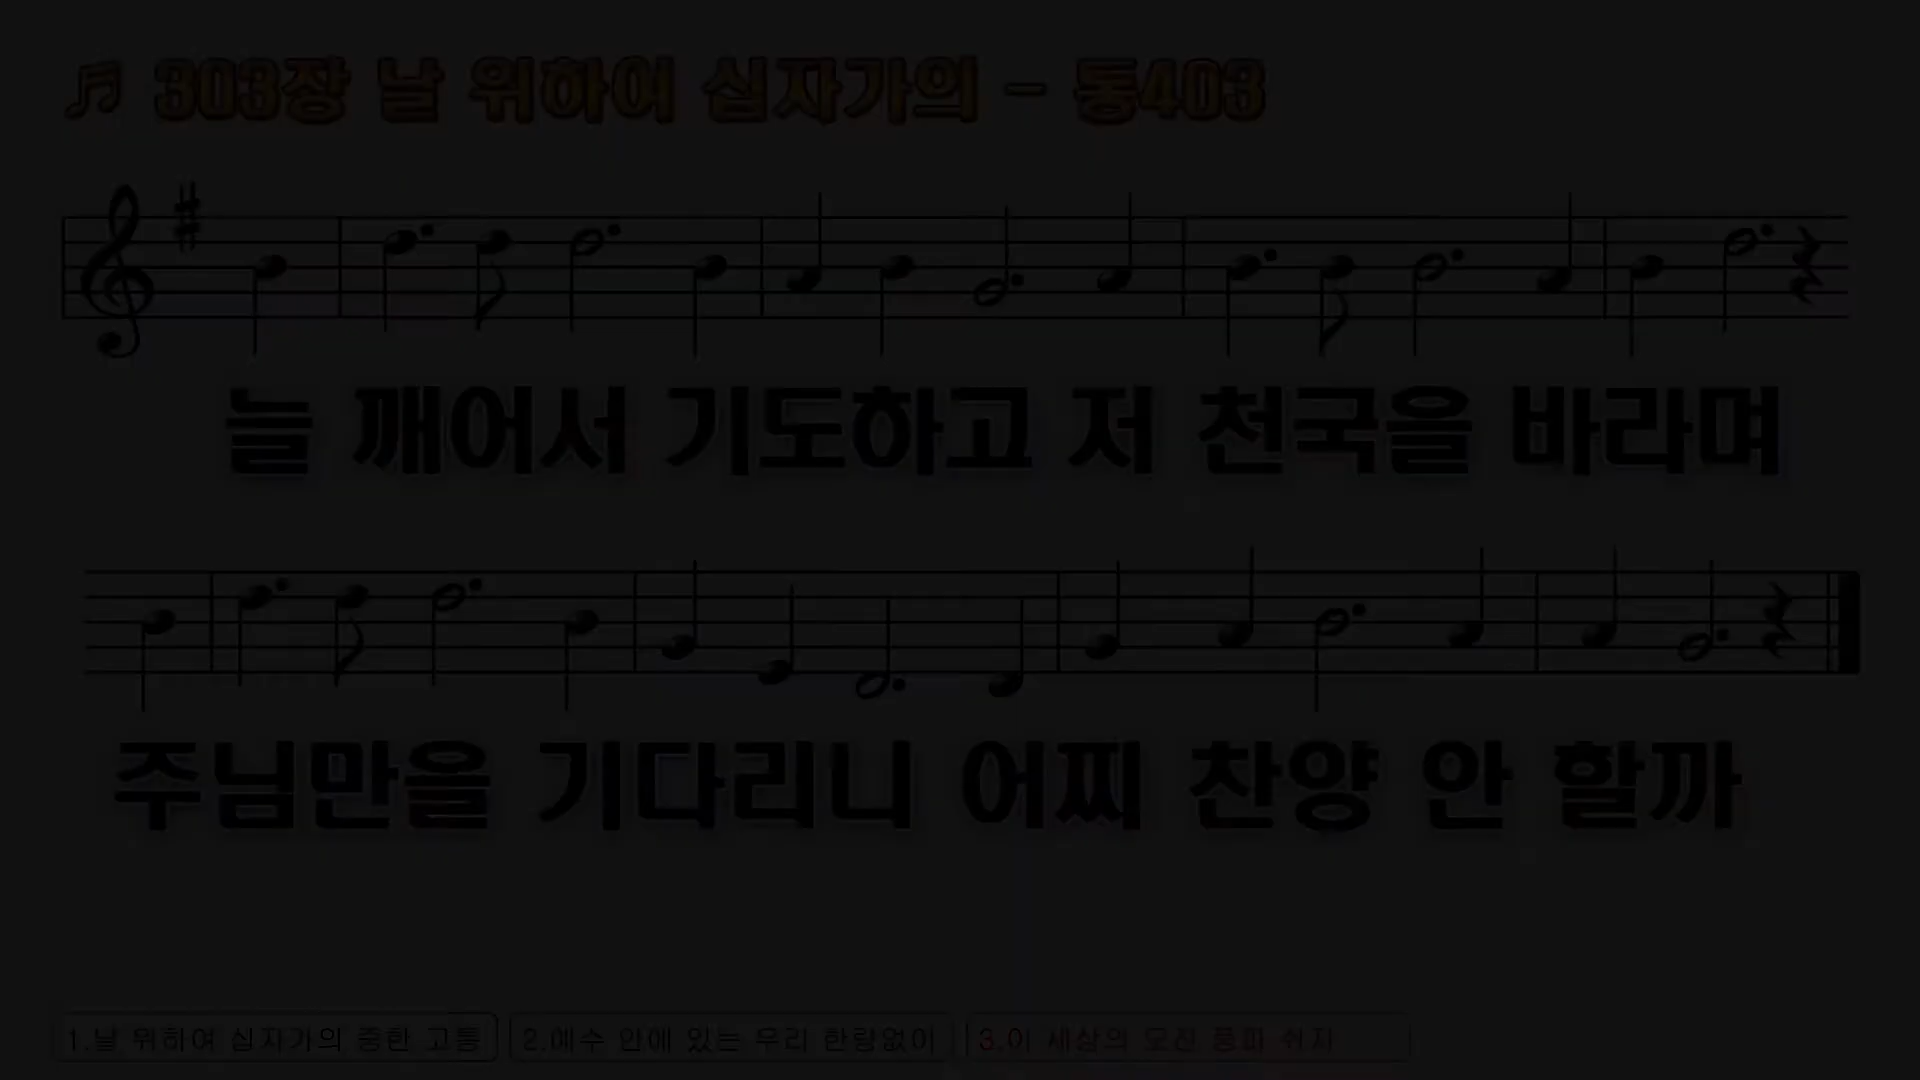 ♬ 303장 날 위하여 십자가의 - 통403
늘 깨어서 기도하고 저 천국을 바라며
주님만을 기다리니 어찌 찬양 안 할까
1.날 위하여 십자가의 중한 고통
2.예수 안에 있는 우리 한량없이
3.이 세상의 모진 풍파 쉬지